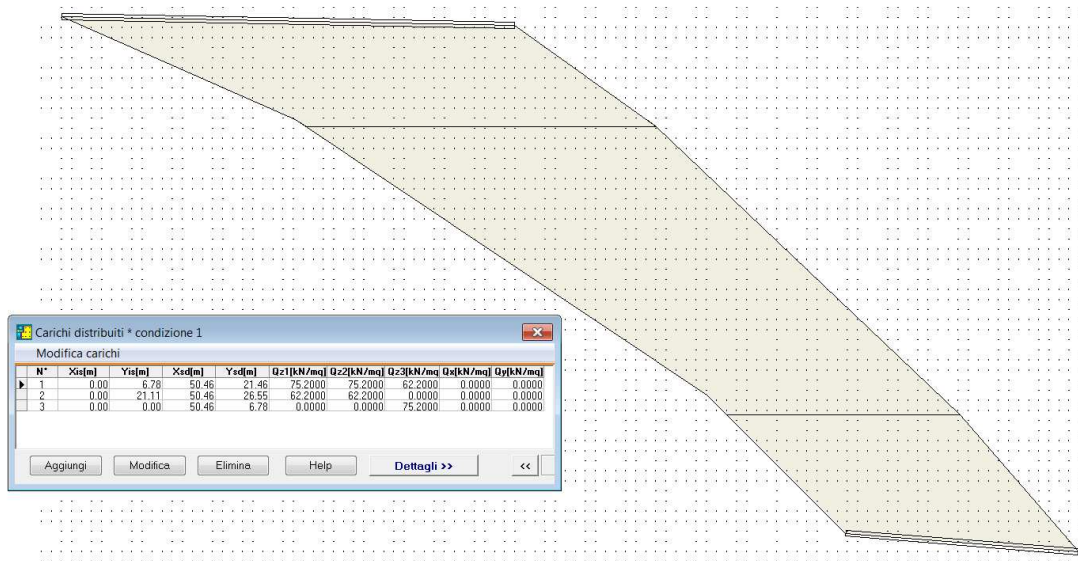 Carichi distribuiti * condizione 1
Modifica carichi
N° Xis[m] Yis[m] Xsd[m] Ysd[m] Qz1[kN/mq] Qz2[kN/mq] Qz3[kN/mq Qx[kN/mq] Qy[kN/mq]
1 0.00 6.78 50.46 21.46 75.2000 75.2000 62.2000 0.0000 0.0000
2 0.00 21.11 50.46 26.55 62.2000 62.2000 0.0000 0.0000 0.0000
3 0.00 0.00 50.46 6.78 0.0000 0.0000 75.2000 0.0000 0.0000
Aggiungi Modifica Elimina Help Dettagli >> <<